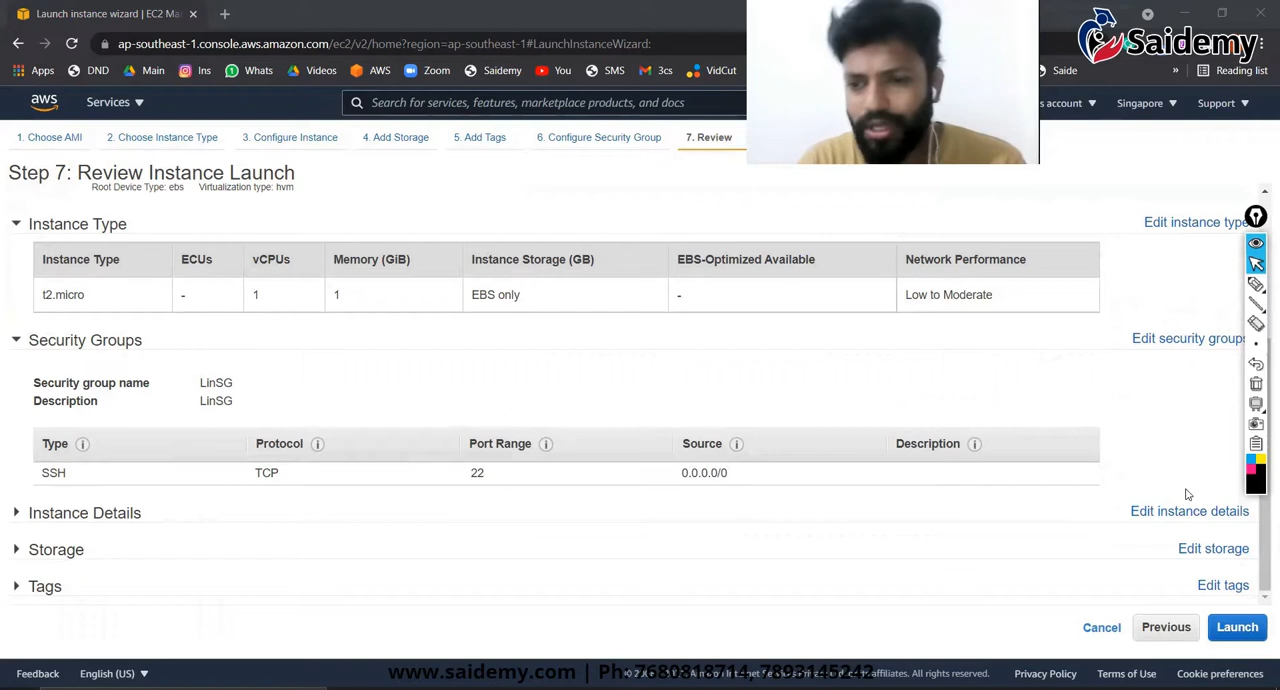 Launch instance wizard | EC2 Ma
ap-southeast-1.console.aws.amazon.com/ec2/v2/home?region=ap-southeast-1#LaunchInstanceWizard:
Apps DND Main Ins Whats Videos AWS Zoom Saidemy You SMS 3cs VidCut Saide » Reading list
Saidemy
aws Services Search for services, features, marketplace products, and docs s account Singapore Support
1. Choose AMI 2. Choose Instance Type 3. Configure Instance 4. Add Storage 5. Add Tags 6. Configure Security Group 7. Review
Step 7: Review Instance Launch
Root Device Type: ebs Virtualization type: hvm
Instance Type Edit instance type
Instance Type ECUs vCPUs Memory (GiB) Instance Storage (GB) EBS-Optimized Available Network Performance
t2.micro - 1 1 EBS only - Low to Moderate
Security Groups Edit security groups
Security group name LinSG
Description LinSG
Type Protocol Port Range Source Description
SSH TCP 22 0.0.0.0/0
Instance Details Edit instance details
Storage Edit storage
Tags Edit tags
Cancel Previous Launch
Feedback English (US) Privacy Policy Terms of Use Cookie preferences
www.saidemy.com | Ph: 7680818714, 7893145242
affiliates. All rights reserved.